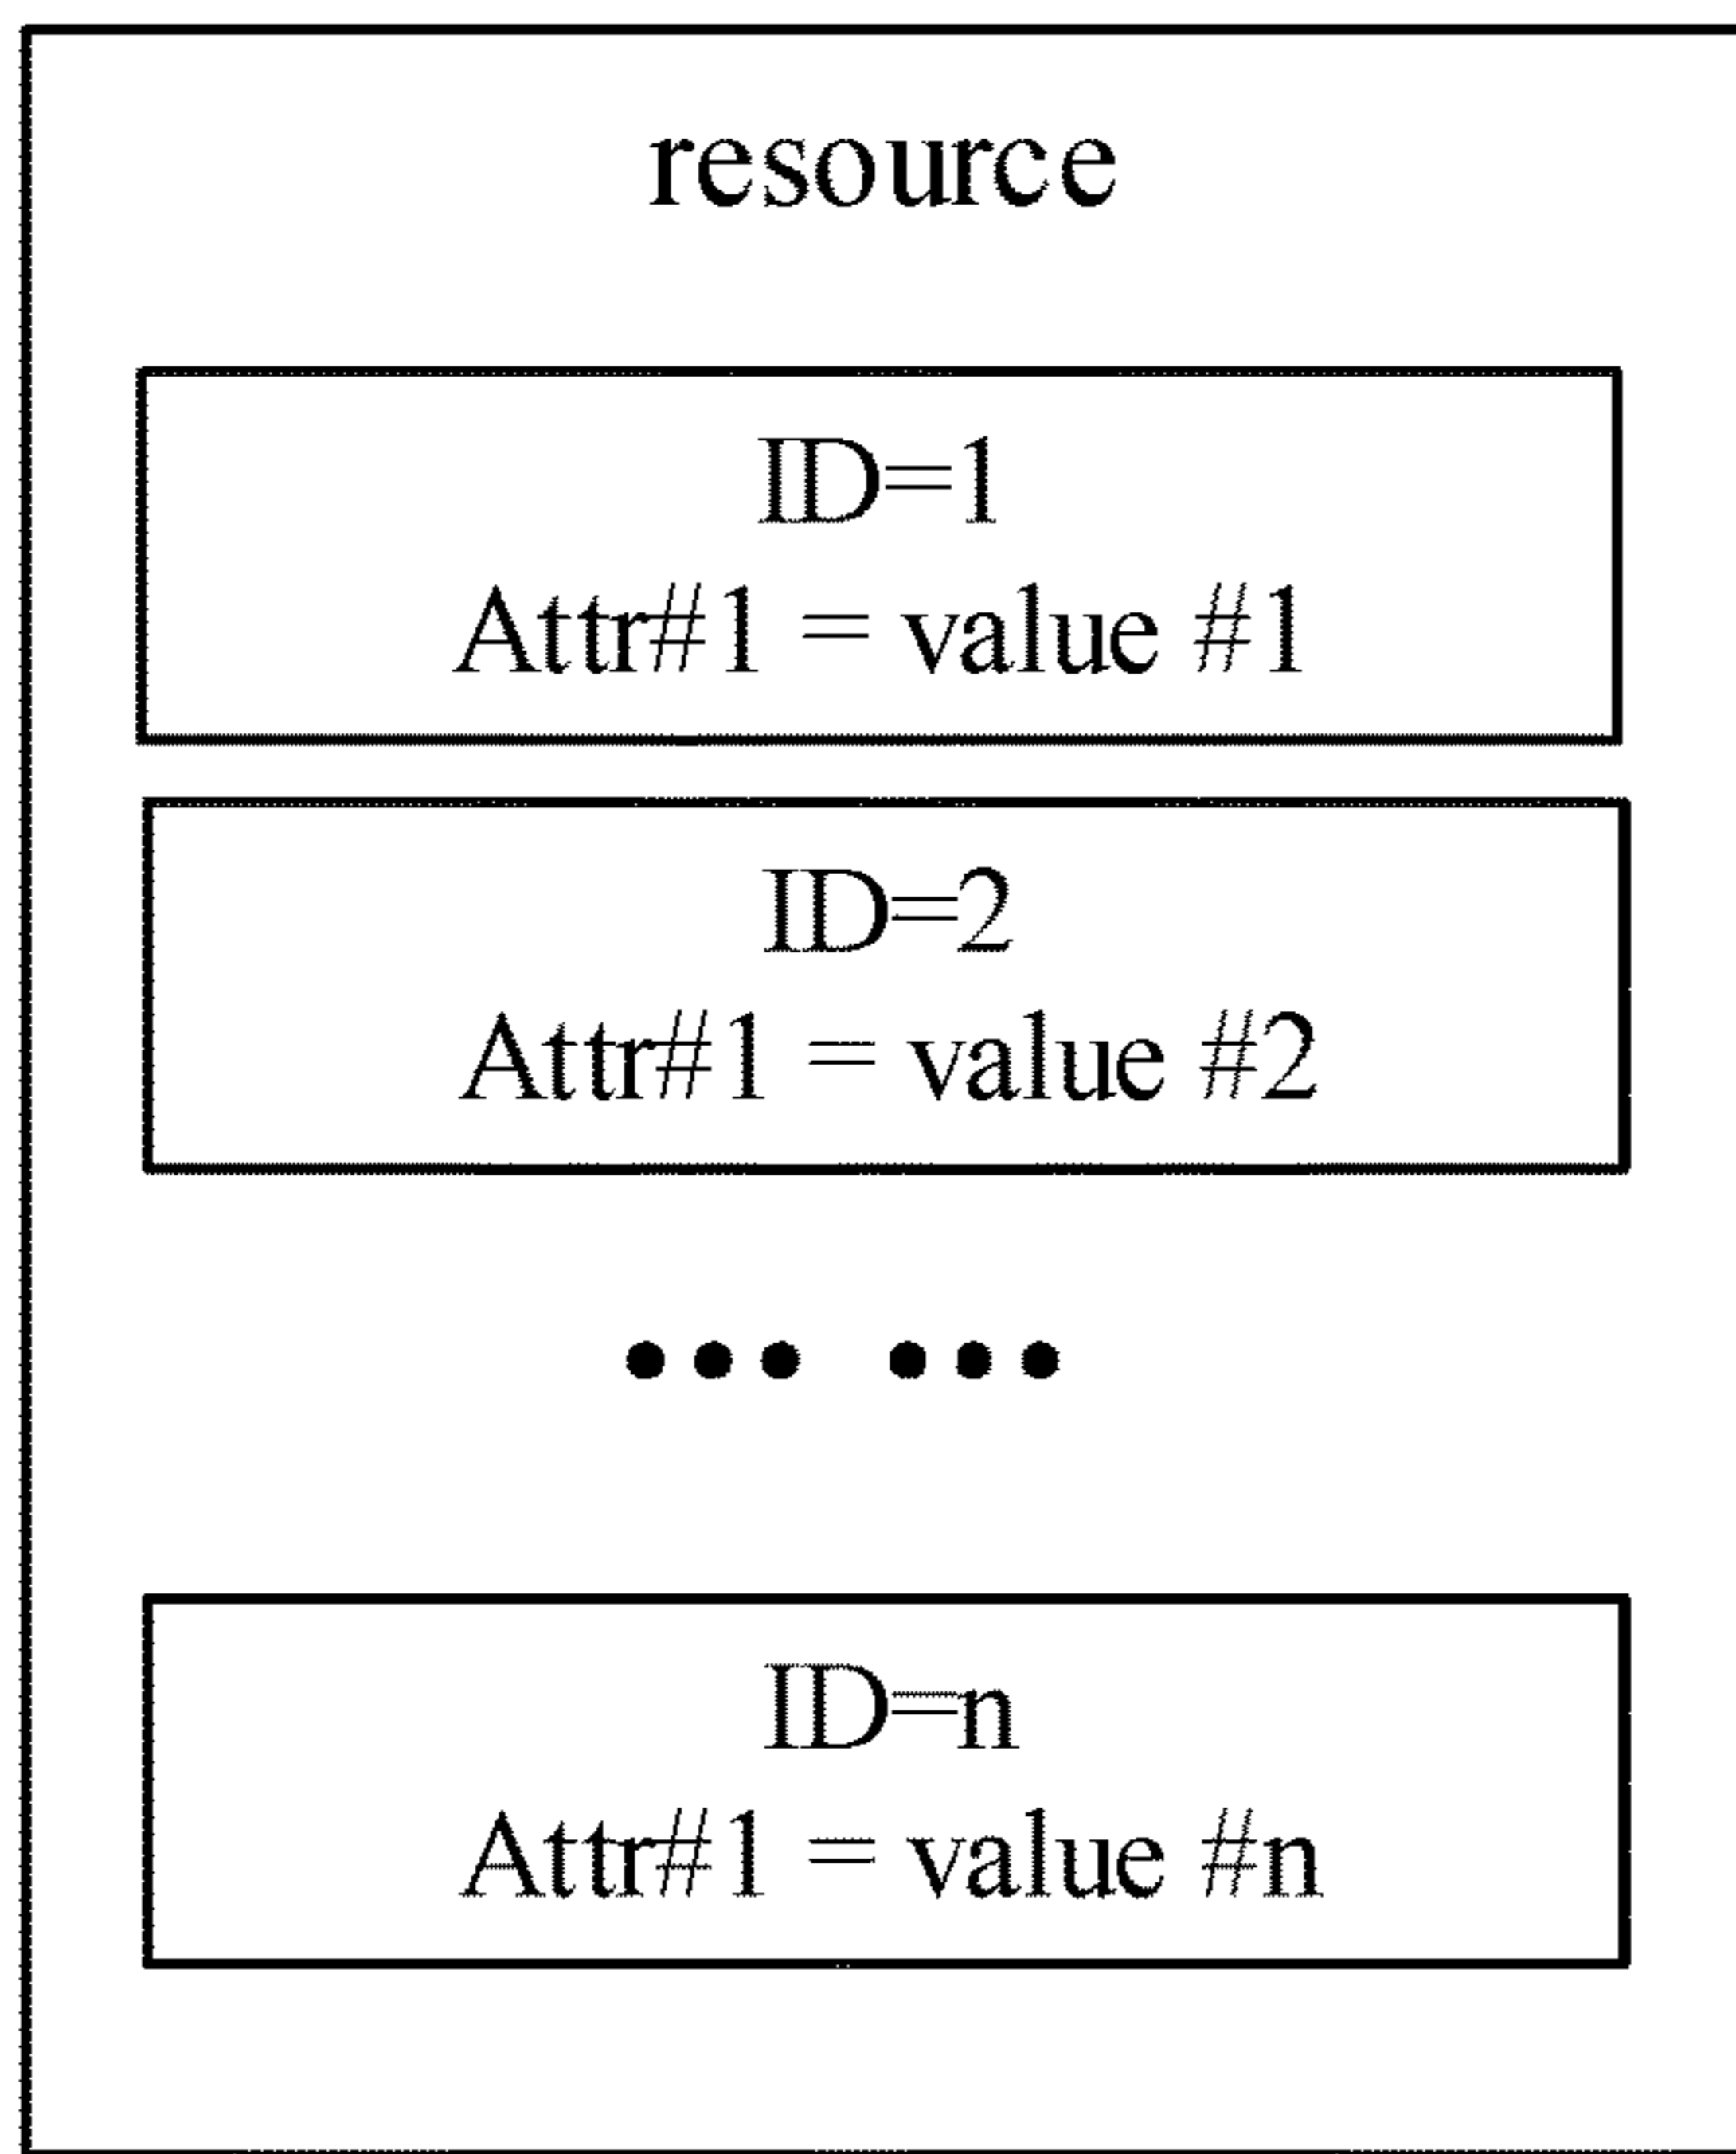 resource
ID=1
Attr#1 = value #1
ID=2
Attr#1 = value #2
••• •••
ID=n
Attr#1 = value #n